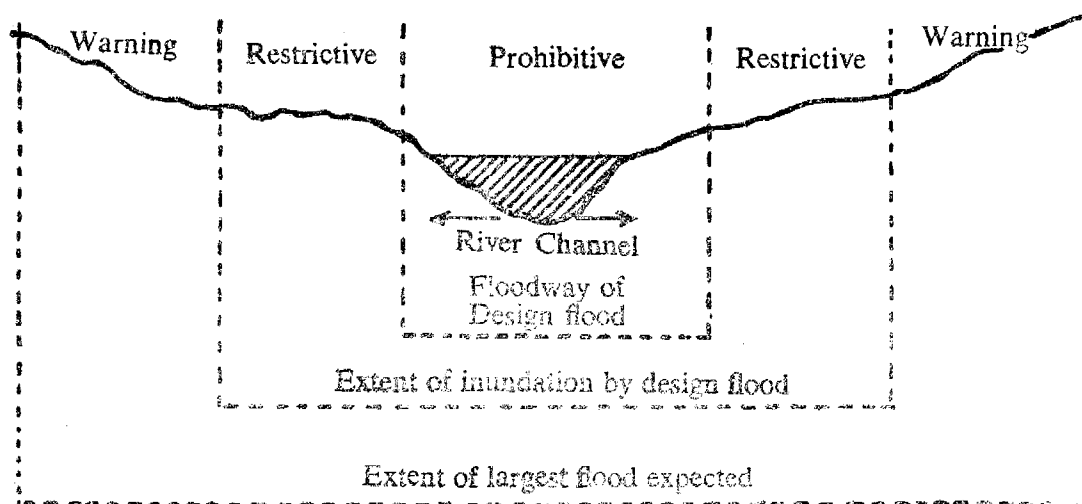 Warning
Restrictive
Prohibitive
Restrictive
Warning
River Channel
Floodway of
Design flood
Extent of inundation by design flood
Extent of largest flood expected